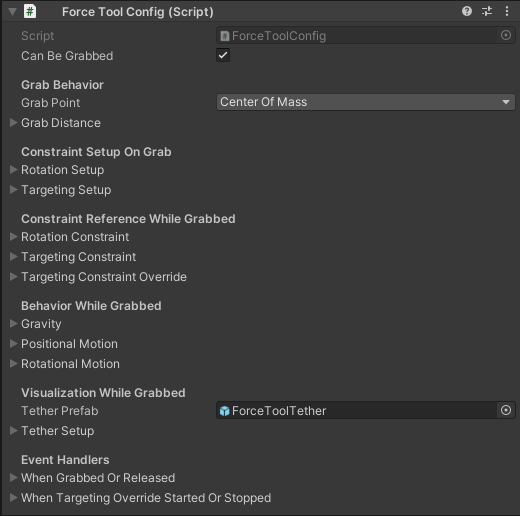 Force Tool Config (Script)
Script ForceToolConfig
Can Be Grabbed
Grab Behavior
Grab Point Center Of Mass
Grab Distance
Constraint Setup On Grab
Rotation Setup
Targeting Setup
Constraint Reference While Grabbed
Rotation Constraint
Targeting Constraint
Targeting Constraint Override
Behavior While Grabbed
Gravity
Positional Motion
Rotational Motion
Visualization While Grabbed
Tether Prefab ForceToolTether
Tether Setup
Event Handlers
When Grabbed Or Released
When Targeting Override Started Or Stopped